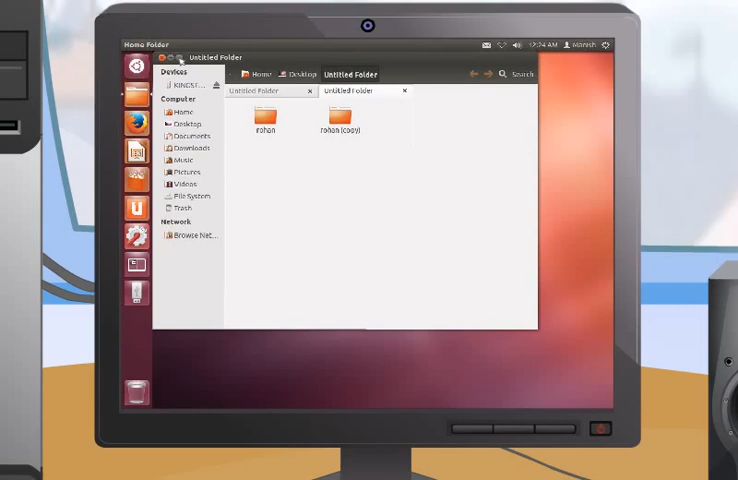 Home Folder
12:24 AM
Manish
Untitled Folder
Devices
KINGST...
Computer
Home
Desktop
Documents
Downloads
Music
Pictures
Videos
File System
Trash
Network
Browse Net...
Home
Desktop
Untitled Folder
Search
Untitled Folder
Untitled Folder
rohan
rohan (copy)